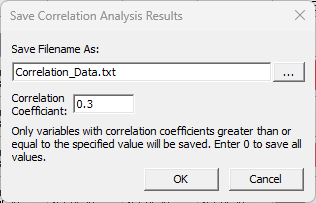 Save Correlation Analysis Results
Save Filename As:
Correlation_Data.txt
...
Correlation
Coefficiant:
0.3
Only variables with correlation coefficients greater than or
equal to the specified value will be saved. Enter 0 to save all
values.
OK
Cancel